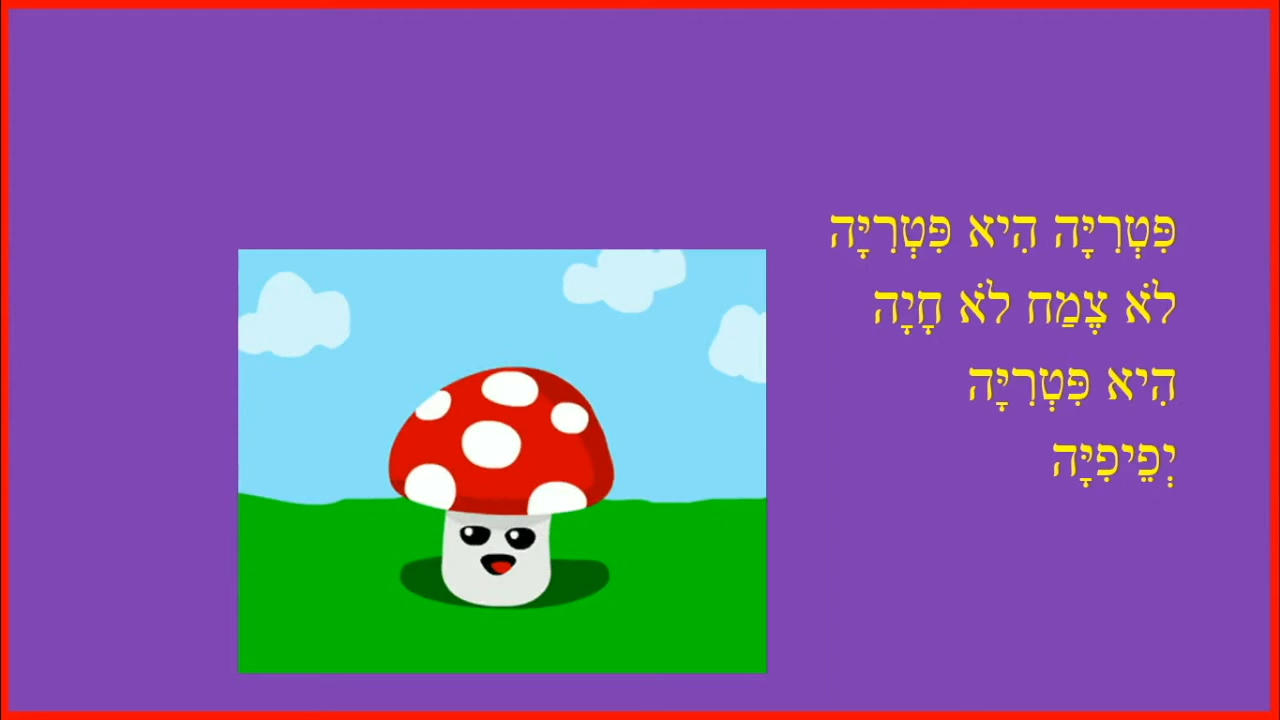 פִּטְרִיָּה הִיא פִּטְרִיָּה
לֹא צֶמַח לֹא חָיָה
הִיא פִּטְרִיָּה
יְפֵיפִיָּה